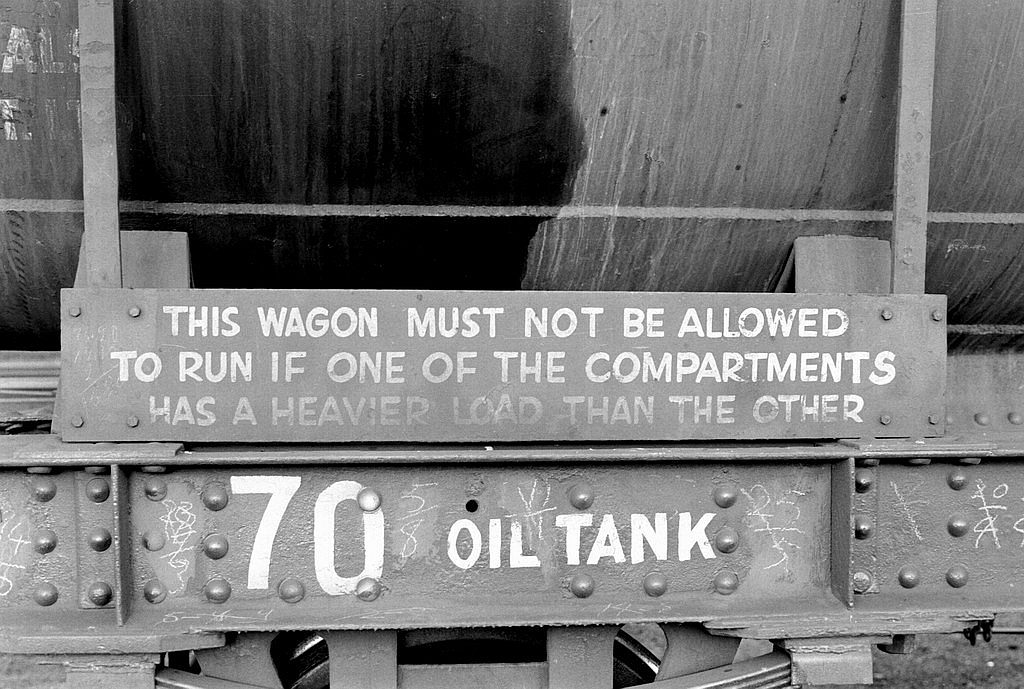 THIS WAGON MUST NOT BE ALLOWED
TO RUN IF ONE OF THE COMPARTMENTS
HAS A HEAVIER LOAD THAN THE OTHER
70 OIL TANK